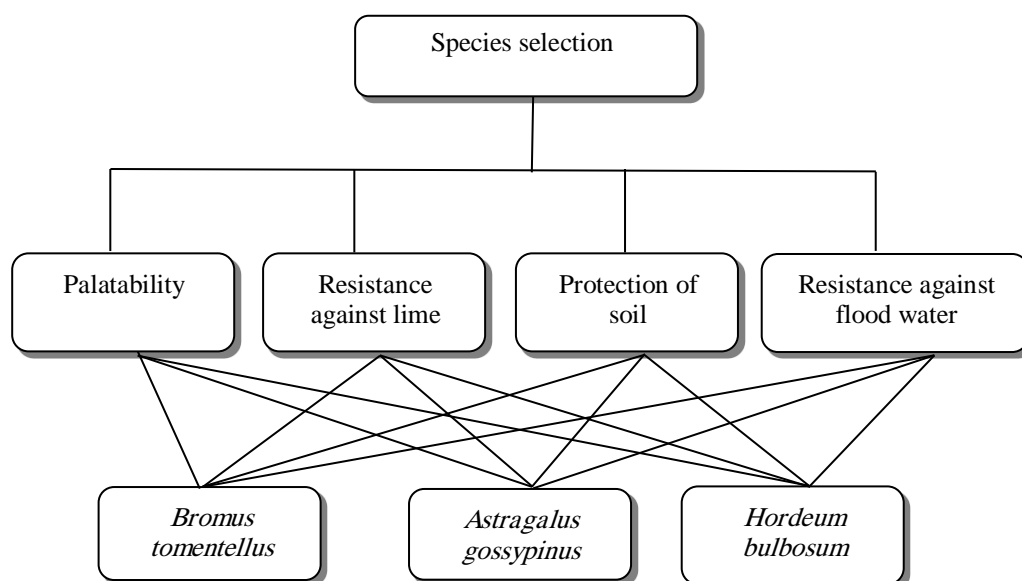 Species selection
Palatability
Resistance
against lime
Protection of
soil
Resistance against
flood water
Bromus
tomentellus
Astragalus
gossypinus
Hordeum
bulbosum